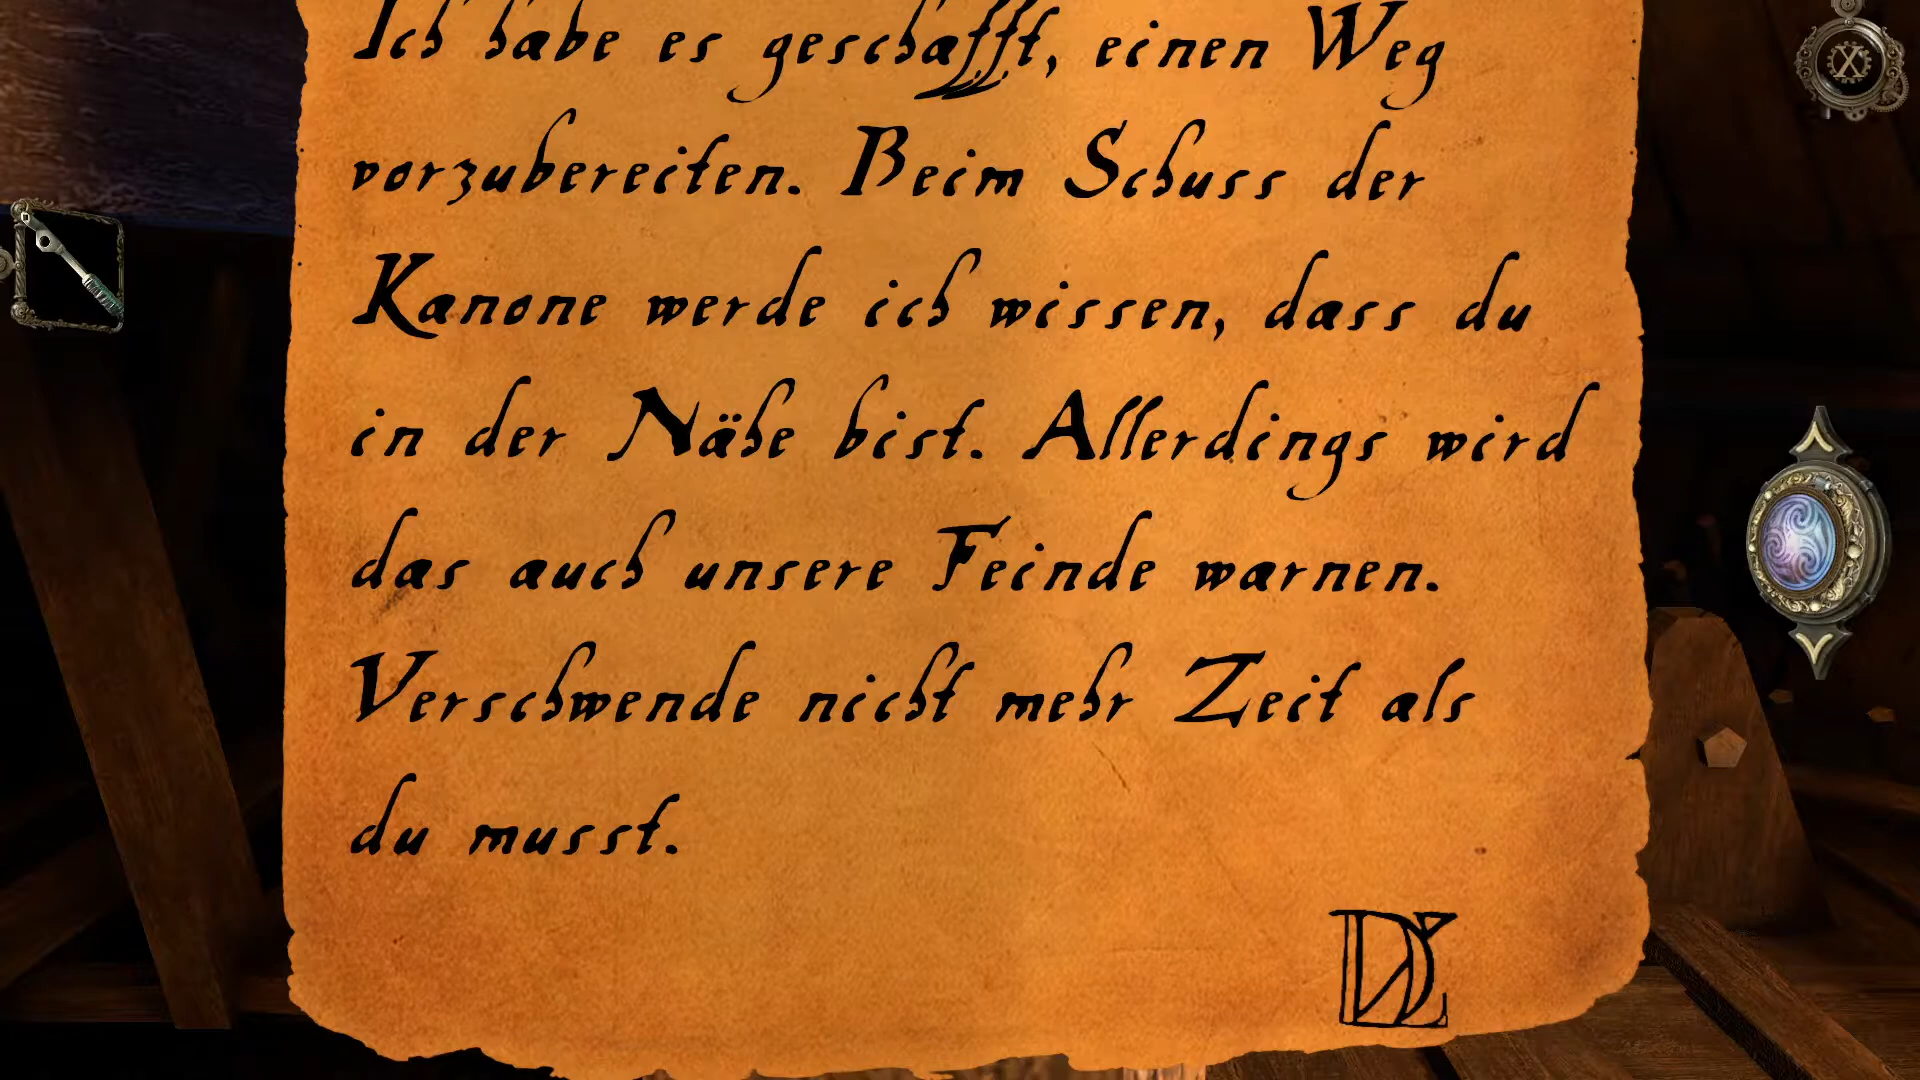 Ich habe es geschafft, einen Weg
vorzubereiten. Beim Schuss der
Kanone werde ich wissen, dass du
in der Nähe bist. Allerdings wird
das auch unsere Feinde warnen.
Verschwende nicht mehr Zeit als
du musst.